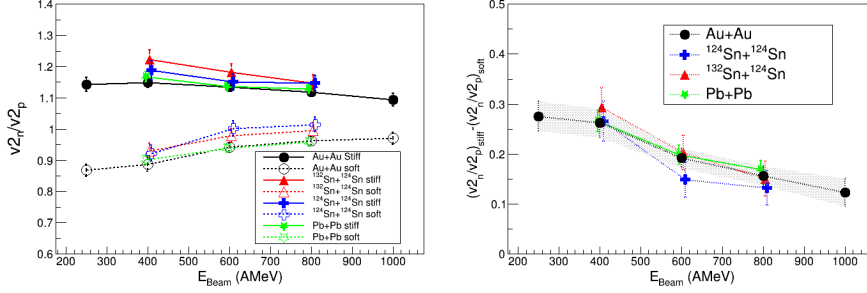 1.4
1.3
1.2
1.1
1
0.9
0.8
0.7
0.6
v2n/v2p
200 300 400 500 600 700 800 900 1000
E_Beam (AMeV)
Au+Au Stiff
Au+Au soft
132Sn+124Sn stiff
132Sn+124Sn soft
124Sn+124Sn stiff
124Sn+124Sn soft
Pb+Pb stiff
Pb+Pb soft
0.5
0.4
0.3
0.2
0.1
0
(v2n/v2p)stiff-(v2n/v2p)soft
200 300 400 500 600 700 800 900 1000
E_Beam (AMeV)
Au+Au
124Sn+124Sn
132Sn+124Sn
Pb+Pb